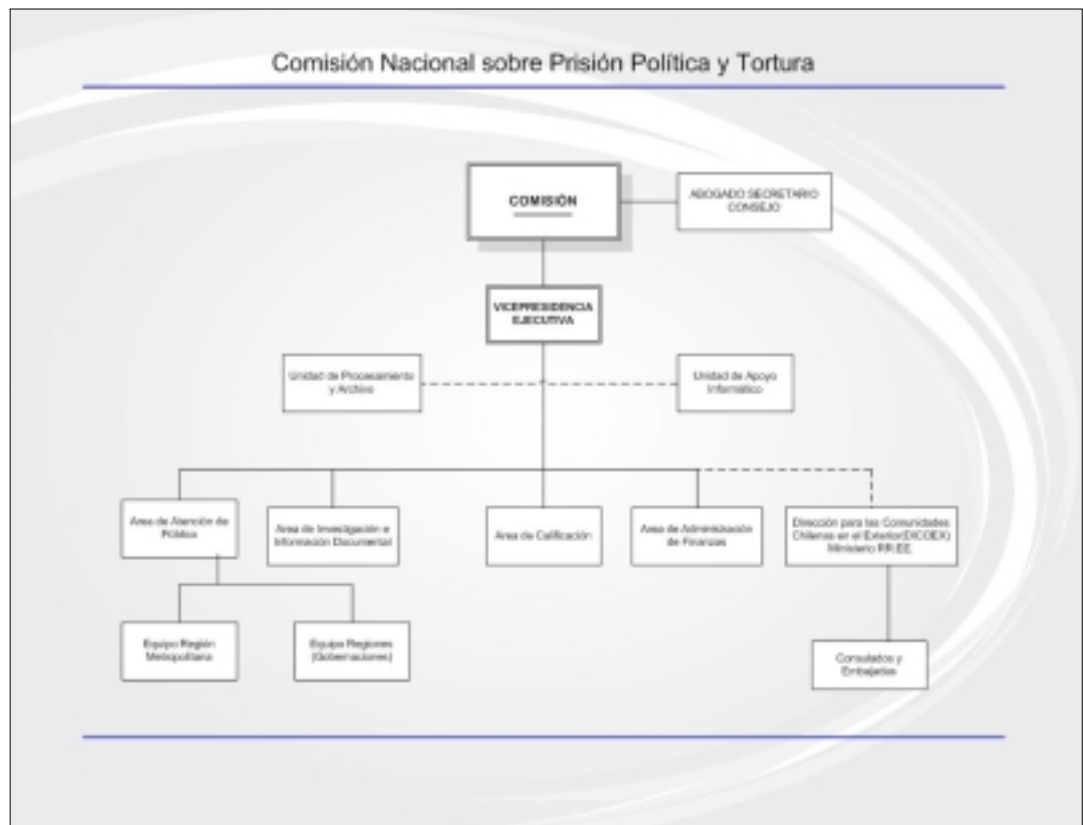 Comisión Nacional sobre Prisión Política y Tortura
COMISIÓN
ABOGADO SECRETARIO
CONSEJO
VICEPRESIDENCIA
EJECUTIVA
Unidad de Procesamiento
y Archivo
Unidad de Apoyo
Informático
Area de Atención de
Público
Area de Investigación e
Información Documental
Area de Calificación
Area de Administración
de Finanzas
Dirección para las Comunidades
Chilenas en el Exterior(DICOEX)
Ministerio RR.EE.
Equipo Región
Metropolitana
Equipo Regiones
(Gobernaciones)
Consulados y
Embajadas